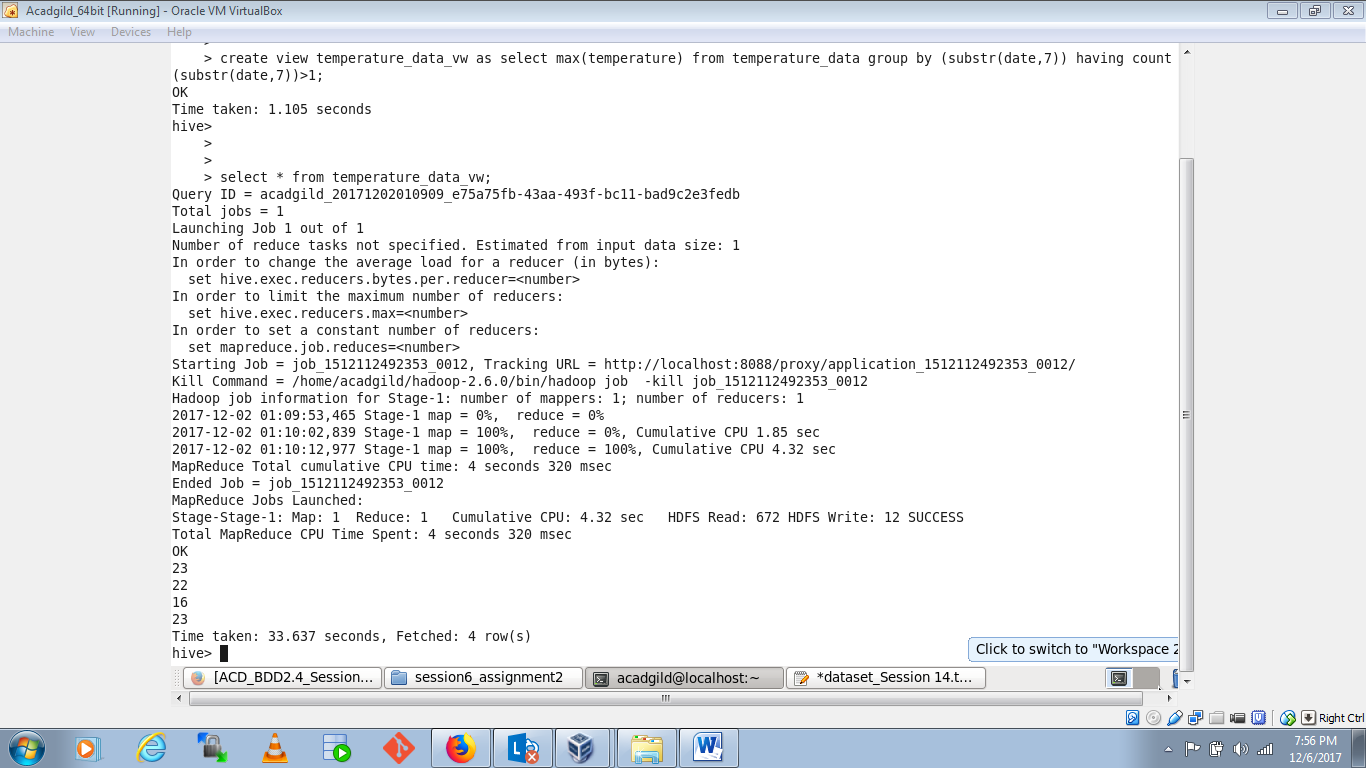 Acadgild_64bit [Running] - Oracle VM VirtualBox
Machine View Devices Help
>
> create view temperature_data_vw as select max(temperature) from temperature_data group by (substr(date,7)) having count
(substr(date,7))>1;
OK
Time taken: 1.105 seconds
hive>
>
>
> select * from temperature_data_vw;
Query ID = acadgild_20171202010909_e75a75fb-43aa-493f-bc11-bad9c2e3fedb
Total jobs = 1
Launching Job 1 out of 1
Number of reduce tasks not specified. Estimated from input data size: 1
In order to change the average load for a reducer (in bytes):
set hive.exec.reducers.bytes.per.reducer=<number>
In order to limit the maximum number of reducers:
set hive.exec.reducers.max=<number>
In order to set a constant number of reducers:
set mapreduce.job.reduces=<number>
Starting Job = job_1512112492353_0012, Tracking URL = http://localhost:8088/proxy/application_1512112492353_0012/
Kill Command = /home/acadgild/hadoop-2.6.0/bin/hadoop job  -kill job_1512112492353_0012
Hadoop job information for Stage-1: number of mappers: 1; number of reducers: 1
2017-12-02 01:09:53,465 Stage-1 map = 0%,  reduce = 0%
2017-12-02 01:10:02,839 Stage-1 map = 100%,  reduce = 0%, Cumulative CPU 1.85 sec
2017-12-02 01:10:12,977 Stage-1 map = 100%,  reduce = 100%, Cumulative CPU 4.32 sec
MapReduce Total cumulative CPU time: 4 seconds 320 msec
Ended Job = job_1512112492353_0012
MapReduce Jobs Launched:
Stage-Stage-1: Map: 1  Reduce: 1   Cumulative CPU: 4.32 sec   HDFS Read: 672 HDFS Write: 12 SUCCESS
Total MapReduce CPU Time Spent: 4 seconds 320 msec
OK
23
22
16
23
Time taken: 33.637 seconds, Fetched: 4 row(s)
hive>
Click to switch to "Workspace 2
[ACD_BDD2.4_Session... session6_assignment2 acadgild@localhost:~ *dataset_Session 14.t...
Right Ctrl
7:56 PM
12/6/2017